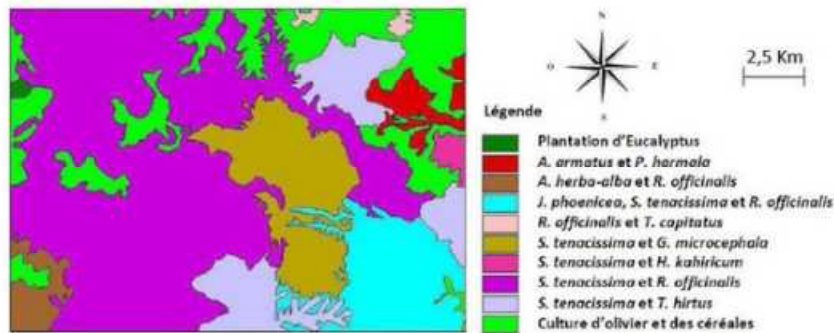 N
O
E
S
2,5 Km
Légende
Plantation d'Eucalyptus
A. armatus et P. harmala
A. herba-alba et R. officinalis
J. phoenicea, S. tenacissima et R. officinalis
R. officinalis et T. capitatus
S. tenacissima et G. microcephala
S. tenacissima et H. kahiricum
S. tenacissima et R. officinalis
S. tenacissima et T. hirtus
Culture d'olivier et des céréales